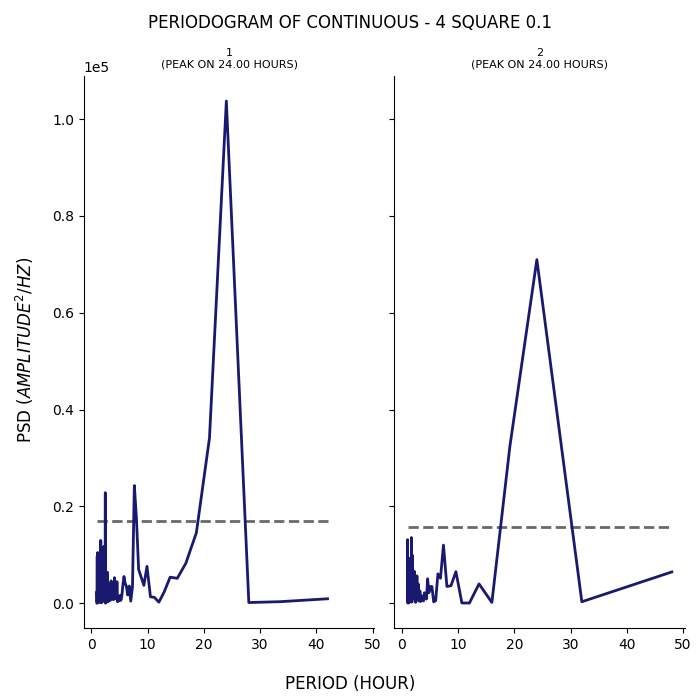 PERIODOGRAM OF CONTINUOUS - 4 SQUARE 0.1
1
(PEAK ON 24.00 HOURS)
2
(PEAK ON 24.00 HOURS)
1e5
1.0
0.8
0.6
0.4
0.2
0.0
PSD (AMPLITUDE²/HZ)
0 10 20 30 40 50
0 10 20 30 40 50
PERIOD (HOUR)